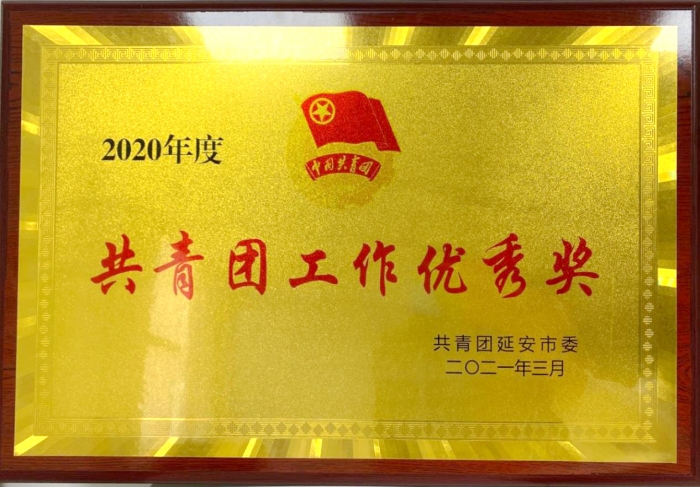 2020年度
中国共青团
共青团工作优秀奖
共青团延安市委
二〇二一年三月